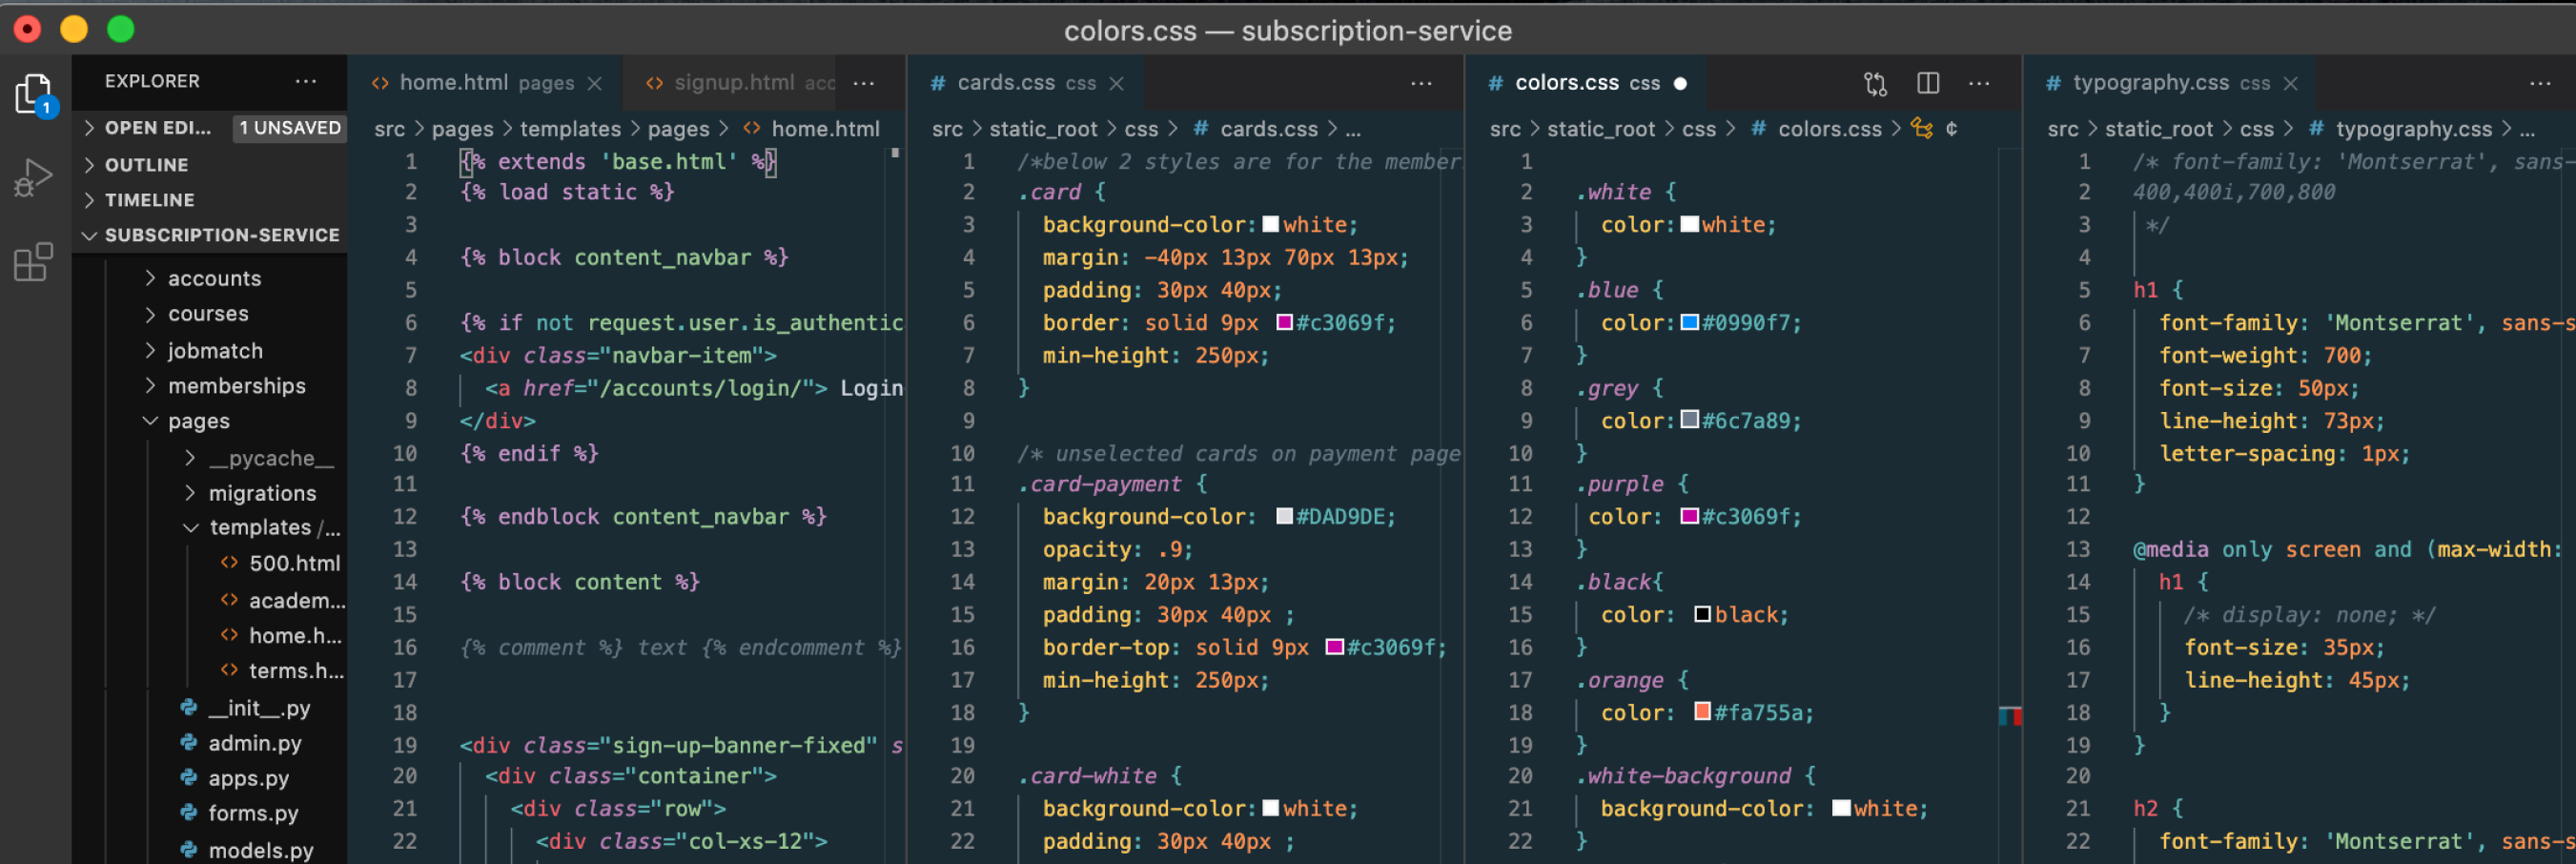 colors.css — subscription-service
1
EXPLORER ···
OPEN EDI... 1 UNSAVED
OUTLINE
TIMELINE
SUBSCRIPTION-SERVICE
accounts
courses
jobmatch
memberships
pages
__pycache__
migrations
templates /...
500.html
academ...
home.h...
terms.h...
__init__.py
admin.py
apps.py
forms.py
models.py
home.html pages signup.html acc ···
src > pages > templates > pages > home.html
1 {% extends 'base.html' %}
2 {% load static %}
3
4 {% block content_navbar %}
5
6 {% if not request.user.is_authentic
7 <div class="navbar-item">
8 <a href="/accounts/login/"> Login
9 </div>
10 {% endif %}
11
12 {% endblock content_navbar %}
13
14 {% block content %}
15
16 {% comment %} text {% endcomment %}
17
18
19 <div class="sign-up-banner-fixed" s
20 <div class="container">
21 <div class="row">
22 <div class="col-xs-12">
# cards.css css ···
src > static_root > css > # cards.css > ...
1 /*below 2 styles are for the member
2 .card {
3 background-color: white;
4 margin: -40px 13px 70px 13px;
5 padding: 30px 40px;
6 border: solid 9px #c3069f;
7 min-height: 250px;
8 }
9
10 /* unselected cards on payment page
11 .card-payment {
12 background-color: #DAD9DE;
13 opacity: .9;
14 margin: 20px 13px;
15 padding: 30px 40px ;
16 border-top: solid 9px #c3069f;
17 min-height: 250px;
18 }
19
20 .card-white {
21 background-color: white;
22 padding: 30px 40px ;
# colors.css css ···
src > static_root > css > # colors.css >
1
2 .white {
3 color: white;
4 }
5 .blue {
6 color: #0990f7;
7 }
8 .grey {
9 color: #6c7a89;
10 }
11 .purple {
12 color: #c3069f;
13 }
14 .black{
15 color: black;
16 }
17 .orange {
18 color: #fa755a;
19 }
20 .white-background {
21 background-color: white;
22 }
# typography.css css ···
src > static_root > css > # typography.css > ...
1 /* font-family: 'Montserrat', sans-
2 400,400i,700,800
3 */
4
5 h1 {
6 font-family: 'Montserrat', sans-s
7 font-weight: 700;
8 font-size: 50px;
9 line-height: 73px;
10 letter-spacing: 1px;
11 }
12
13 @media only screen and (max-width:
14 h1 {
15 /* display: none; */
16 font-size: 35px;
17 line-height: 45px;
18 }
19 }
20
21 h2 {
22 font-family: 'Montserrat', sans-s